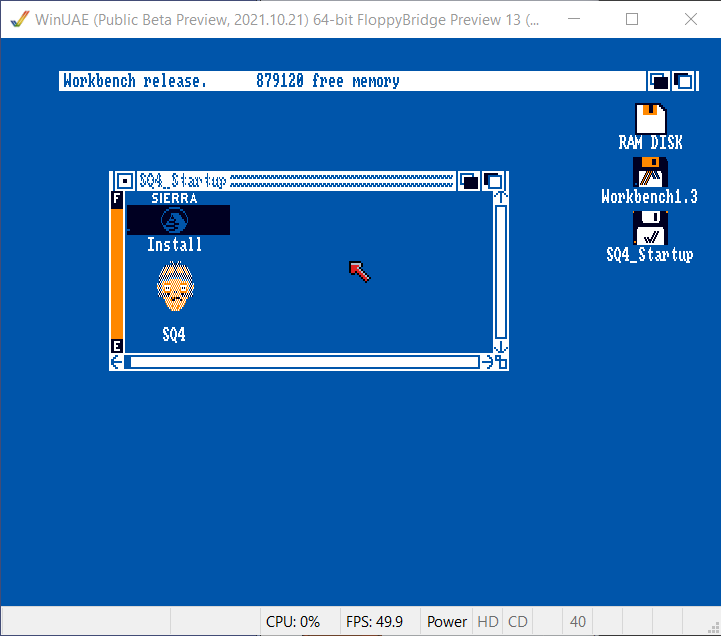 WinUAE (Public Beta Preview, 2021.10.21) 64-bit FloppyBridge Preview 13 (...
Workbench release. 879120 free memory
RAM DISK
Workbench1.3
SQ4_Startup
SQ4_Startup
F
SIERRA
Install
SQ4
E
CPU: 0% FPS: 49.9 Power HD CD 40